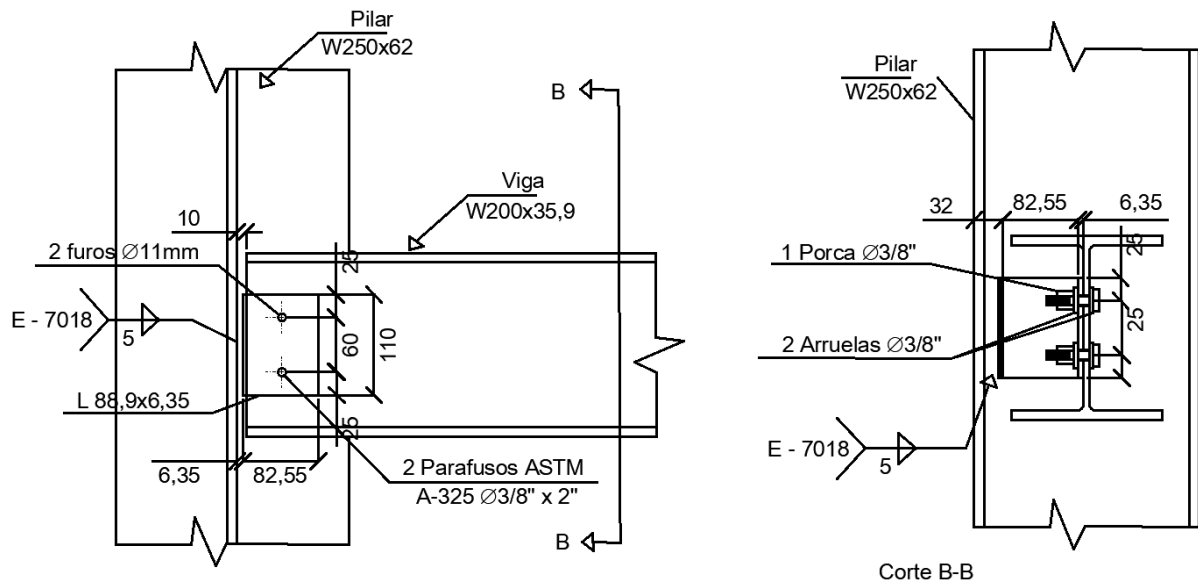 Pilar
W250x62
B
Viga
W200x35,9
10
2 furos Ø11mm
25
E - 7018
5
60
110
L 88,9x6,35
25
6,35
82,55
2 Parafusos ASTM
A-325 Ø3/8" x 2"
B
Pilar
W250x62
32
82,55
6,35
25
1 Porca Ø3/8"
25
2 Arruelas Ø3/8"
E - 7018
5
Corte B-B